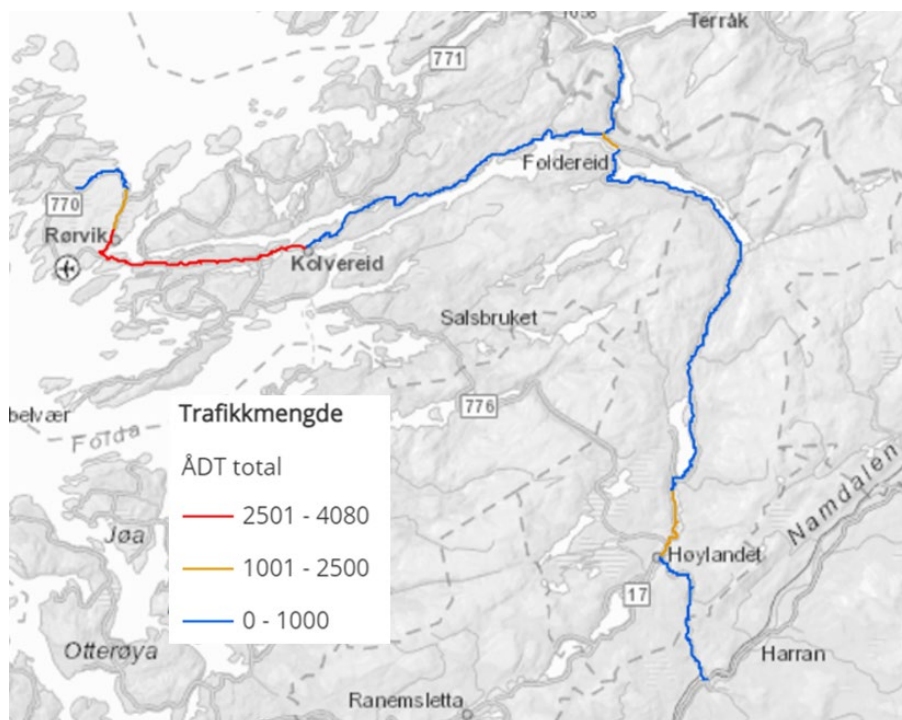 Terråk
771
Foldereid
770
Rørvik
Kolvereid
Salsbruket
776
Folda
Trafikkmengde
ÅDT total
2501 - 4080
1001 - 2500
0 - 1000
Jøa
Namdalen
Høylandet
17
Otterøya
Harran
Ranemsletta